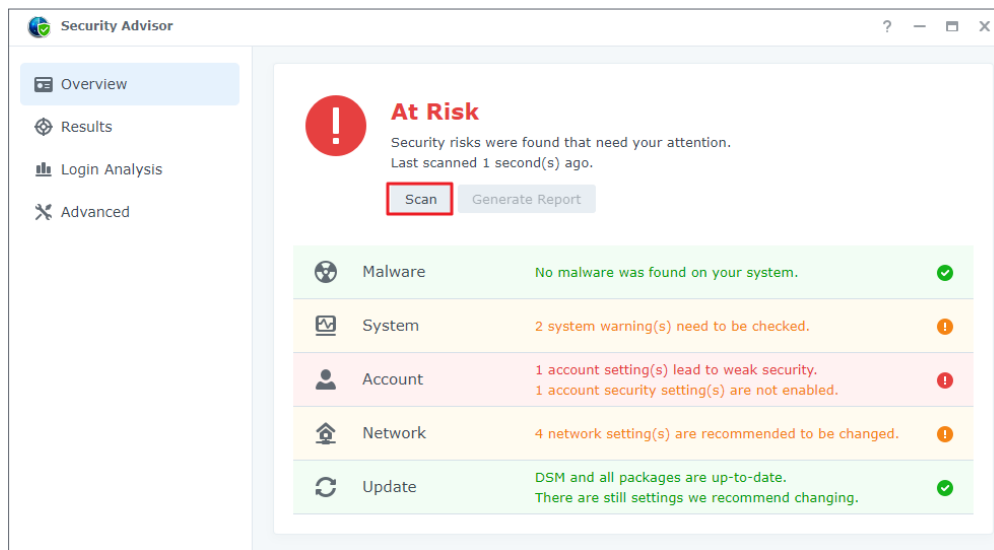 Security Advisor
?
Overview
Results
Login Analysis
Advanced
At Risk
Security risks were found that need your attention.
Last scanned 1 second(s) ago.
Scan
Generate Report
Malware
No malware was found on your system.
System
2 system warning(s) need to be checked.
Account
1 account setting(s) lead to weak security.
1 account security setting(s) are not enabled.
Network
4 network setting(s) are recommended to be changed.
Update
DSM and all packages are up-to-date.
There are still settings we recommend changing.